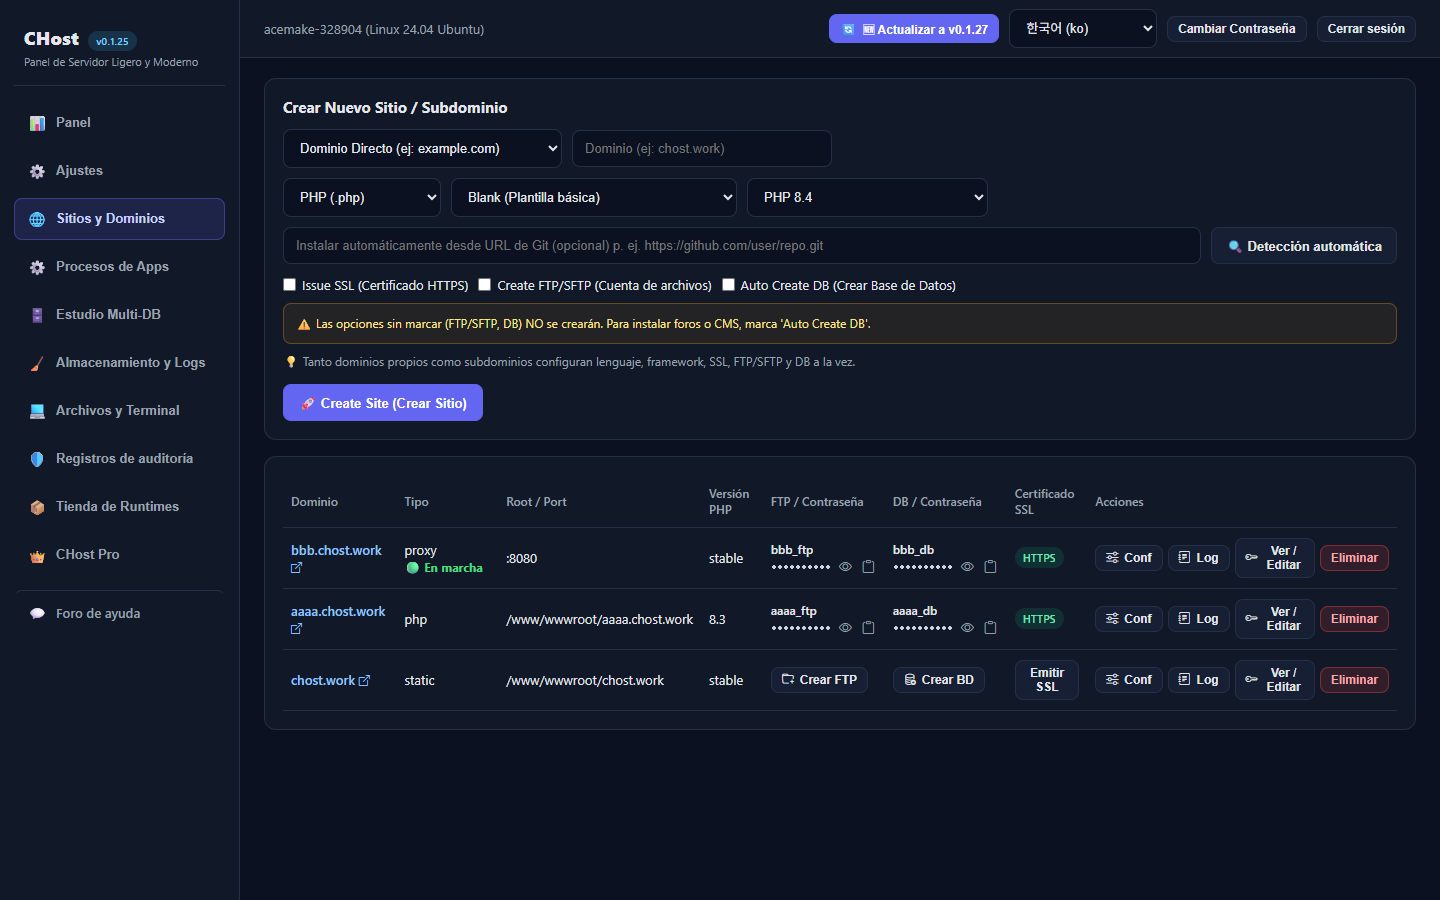 CHost v0.1.25
Panel de Servidor Ligero y Moderno
Panel
Ajustes
Sitios y Dominios
Procesos de Apps
Estudio Multi-DB
Almacenamiento y Logs
Archivos y Terminal
Registros de auditoría
Tienda de Runtimes
CHost Pro
Foro de ayuda
acemake-328904 (Linux 24.04 Ubuntu)
Actualizar a v0.1.27
한국어 (ko)
Cambiar Contraseña
Cerrar sesión
Crear Nuevo Sitio / Subdominio
Dominio Directo (ej: example.com)
Dominio (ej: chost.work)
PHP (.php)
Blank (Plantilla básica)
PHP 8.4
Instalar automáticamente desde URL de Git (opcional) p. ej. https://github.com/user/repo.git
Detección automática
Issue SSL (Certificado HTTPS)
Create FTP/SFTP (Cuenta de archivos)
Auto Create DB (Crear Base de Datos)
Las opciones sin marcar (FTP/SFTP, DB) NO se crearán. Para instalar foros o CMS, marca 'Auto Create DB'.
Tanto dominios propios como subdominios configuran lenguaje, framework, SSL, FTP/SFTP y DB a la vez.
Create Site (Crear Sitio)
Dominio
Tipo
Root / Port
Versión
PHP
FTP / Contraseña
DB / Contraseña
Certificado
SSL
Acciones
bbb.chost.work
proxy
En marcha
:8080
stable
bbb_ftp
••••••••••
bbb_db
••••••••••
HTTPS
Conf
Log
Ver /
Editar
Eliminar
aaaa.chost.work
php
/www/wwwroot/aaaa.chost.work
8.3
aaaa_ftp
••••••••••
aaaa_db
••••••••••
HTTPS
Conf
Log
Ver /
Editar
Eliminar
chost.work
static
/www/wwwroot/chost.work
stable
Crear FTP
Crear BD
Emitir
SSL
Conf
Log
Ver /
Editar
Eliminar